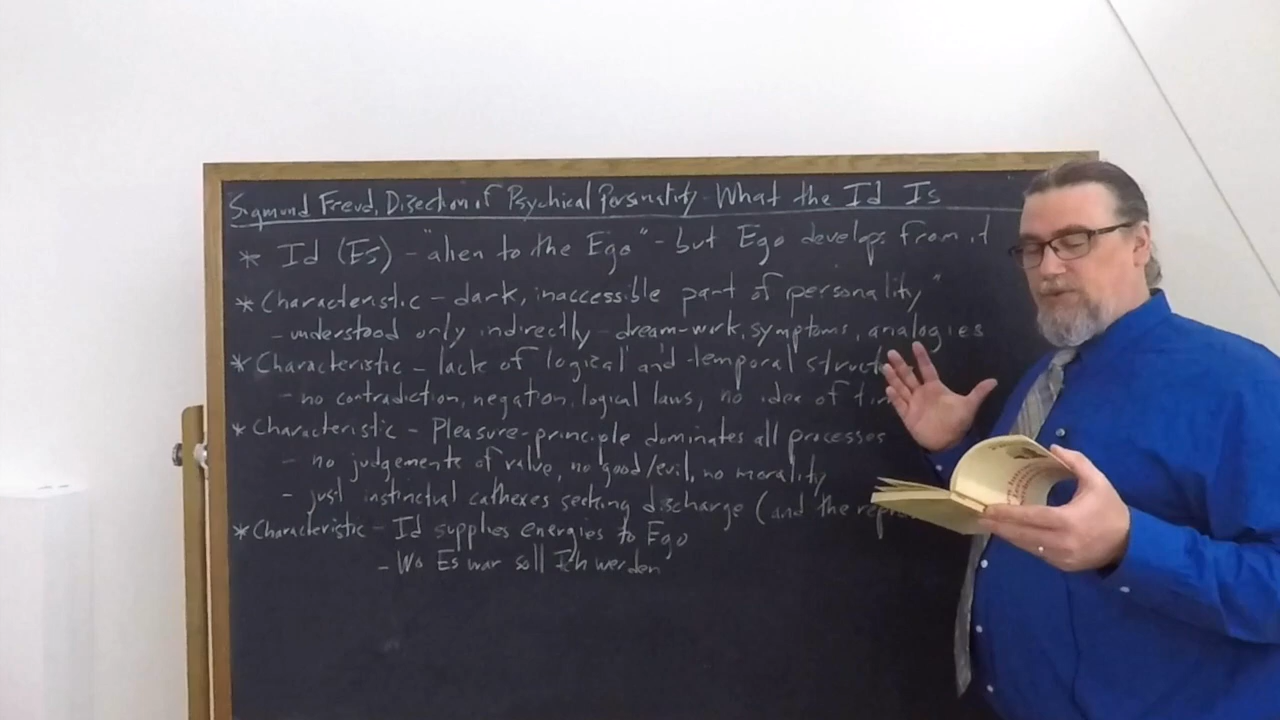 Sigmund Freud, Disection of Psychical Personality - What the Id Is
* Id (Es) - "alien to the Ego" - but Ego develops from it
* Characteristic - dark, inaccessible part of personality"
- understood only indirectly - dream-work, symptoms, analogies
* Characteristic - lack of logical and temporal
- no contradiction, negation, logical laws, no idea of
* Characteristic - Pleasure-principle dominates all processes
- no judgements of value, no good/evil, no morality
- just instinctual cathexes seeking discharge (and the
* Characteristic - Id supplies energies to Ego
- Wo Es war soll Ich werden